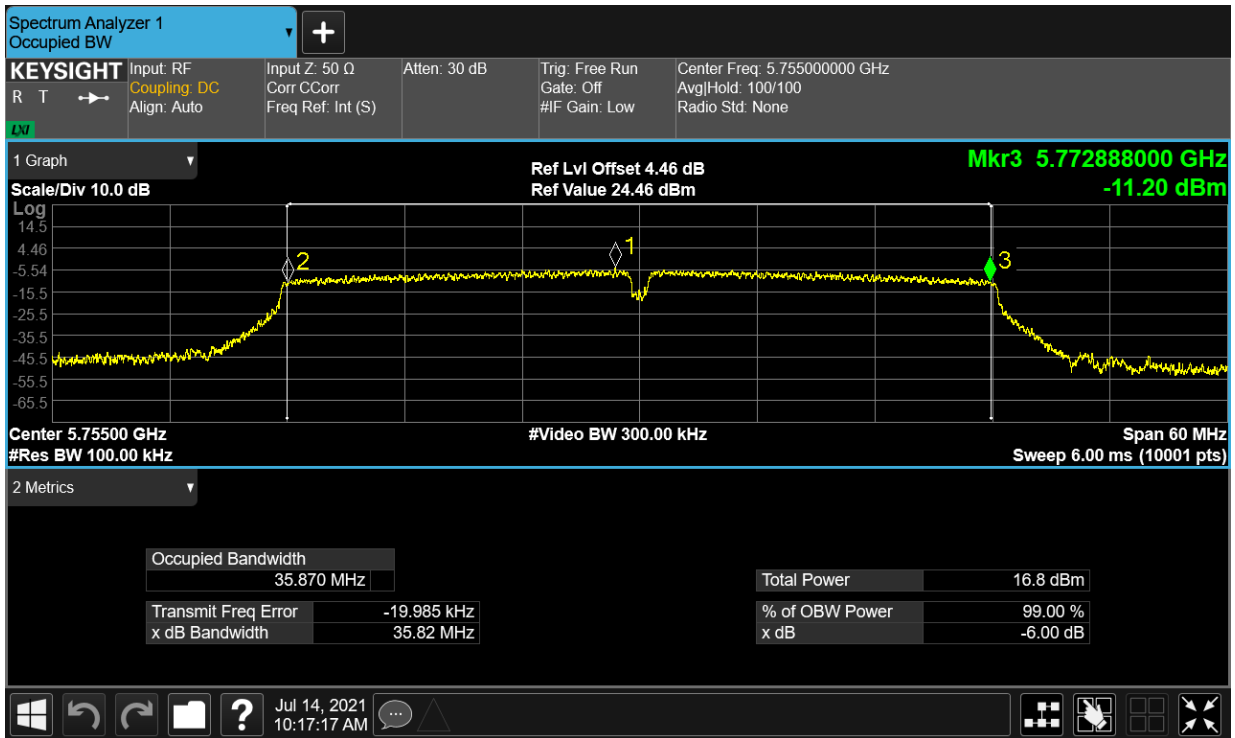 Spectrum Analyzer 1
Occupied BW
+
KEYSIGHT
R T
LXI
Input: RF
Coupling: DC
Align: Auto
Input Z: 50 Ω
Corr CCorr
Freq Ref: Int (S)
Atten: 30 dB
Trig: Free Run
Gate: Off
#IF Gain: Low
Center Freq: 5.755000000 GHz
Avg|Hold: 100/100
Radio Std: None
1 Graph
Scale/Div 10.0 dB
Ref Lvl Offset 4.46 dB
Ref Value 24.46 dBm
Mkr3 5.772888000 GHz
-11.20 dBm
Log
14.5
4.46
-5.54
-15.5
-25.5
-35.5
-45.5
-55.5
-65.5
2
1
3
Center 5.75500 GHz
#Video BW 300.00 kHz
Span 60 MHz
#Res BW 100.00 kHz
Sweep 6.00 ms (10001 pts)
2 Metrics
Occupied Bandwidth
35.870 MHz
Transmit Freq Error -19.985 kHz
x dB Bandwidth 35.82 MHz
Total Power 16.8 dBm
% of OBW Power 99.00 %
x dB -6.00 dB
?
Jul 14, 2021
10:17:17 AM